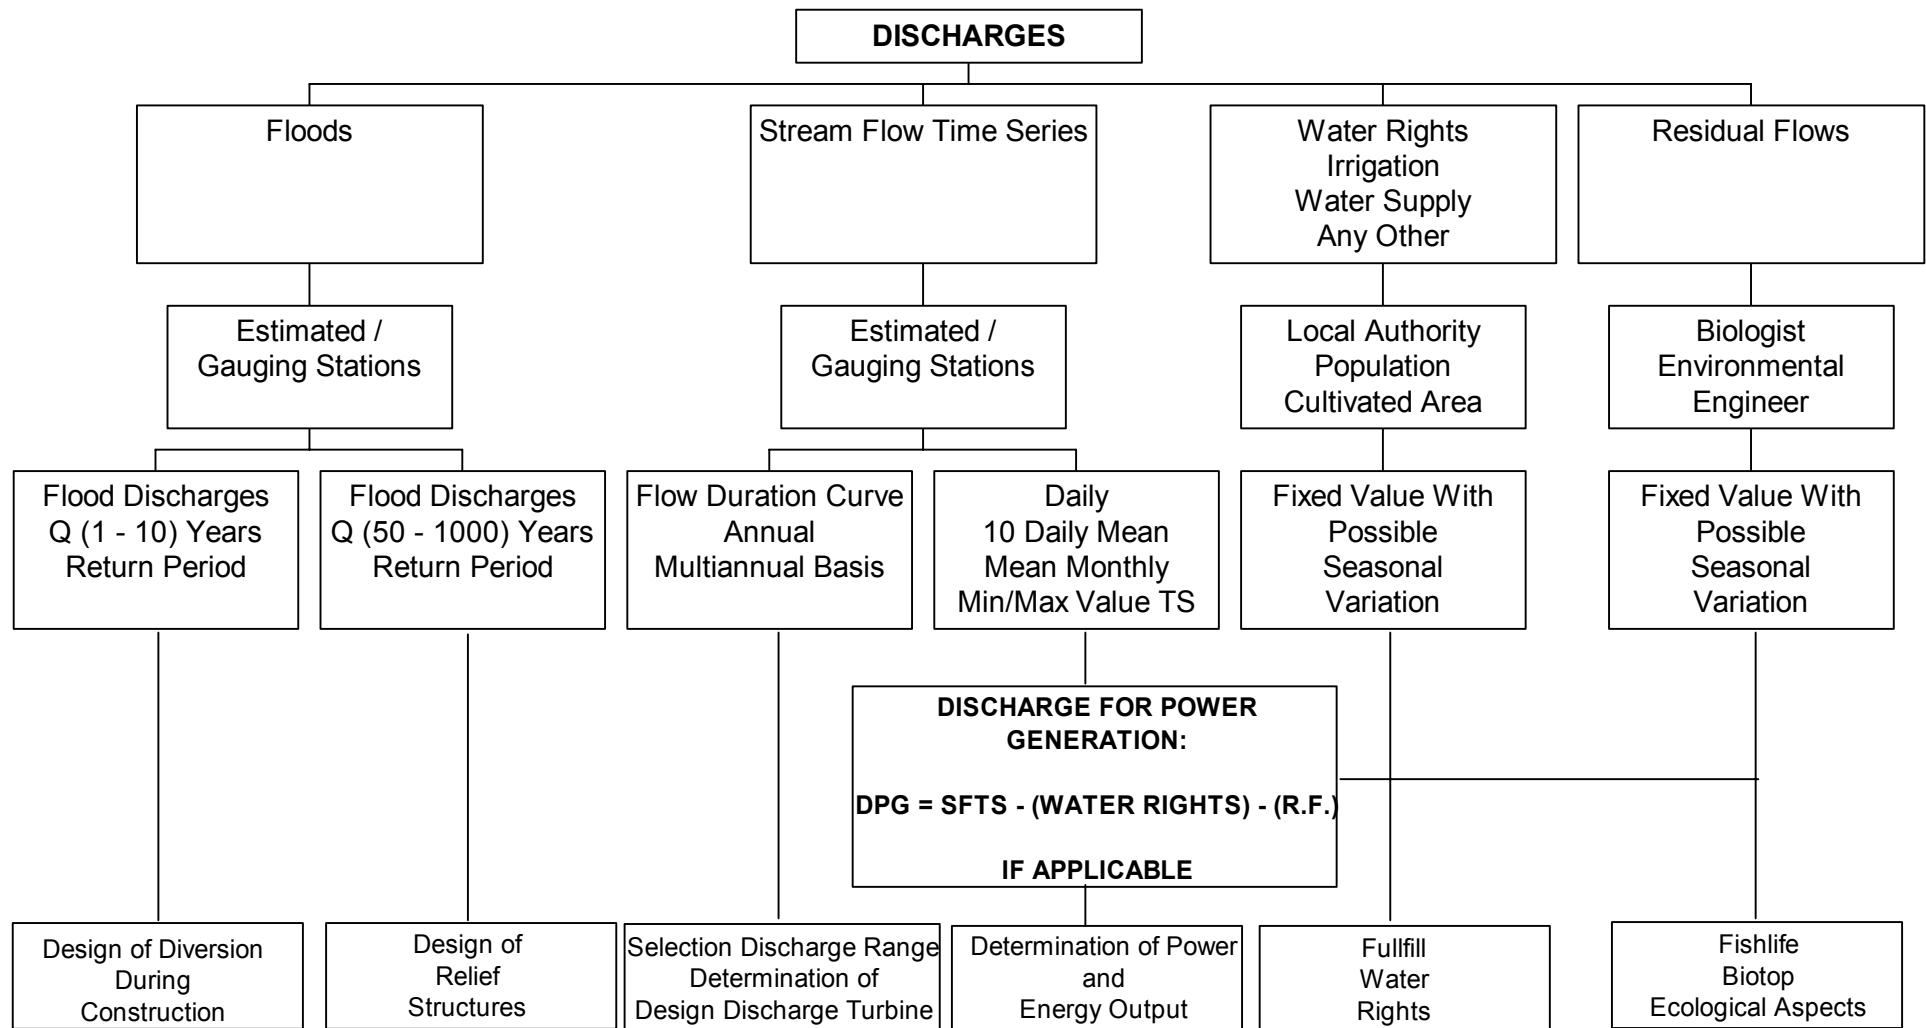 DISCHARGES
Floods
Stream Flow Time Series
Water Rights
Irrigation
Water Supply
Any Other
Residual Flows
Estimated /
Gauging Stations
Estimated /
Gauging Stations
Local Authority
Population
Cultivated Area
Biologist
Environmental
Engineer
Flood Discharges
Q (1 - 10) Years
Return Period
Flood Discharges
Q (50 - 1000) Years
Return Period
Flow Duration Curve
Annual
Multiannual Basis
Daily
10 Daily Mean
Mean Monthly
Min/Max Value TS
Fixed Value With
Possible
Seasonal
Variation
Fixed Value With
Possible
Seasonal
Variation
DISCHARGE FOR POWER
GENERATION:
DPG = SFTS - (WATER RIGHTS) - (R.F.)
IF APPLICABLE
Design of Diversion
During
Construction
Design of
Relief
Structures
Selection Discharge Range
Determination of
Design Discharge Turbine
Determination of Power
and
Energy Output
Fullfill
Water
Rights
Fishlife
Biotop
Ecological Aspects